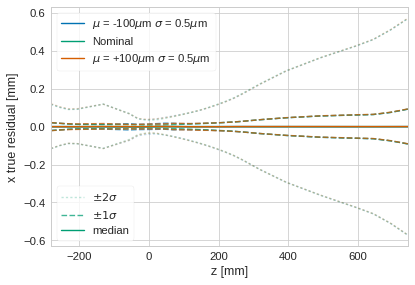 0.6
μ = -100μm σ = 0.5μm
Nominal
μ = +100μm σ = 0.5μm
0.4
0.2
0.0
−0.2
−0.4
−0.6
x true residual [mm]
±2σ
±1σ
median
−200 0 200 400 600
z [mm]